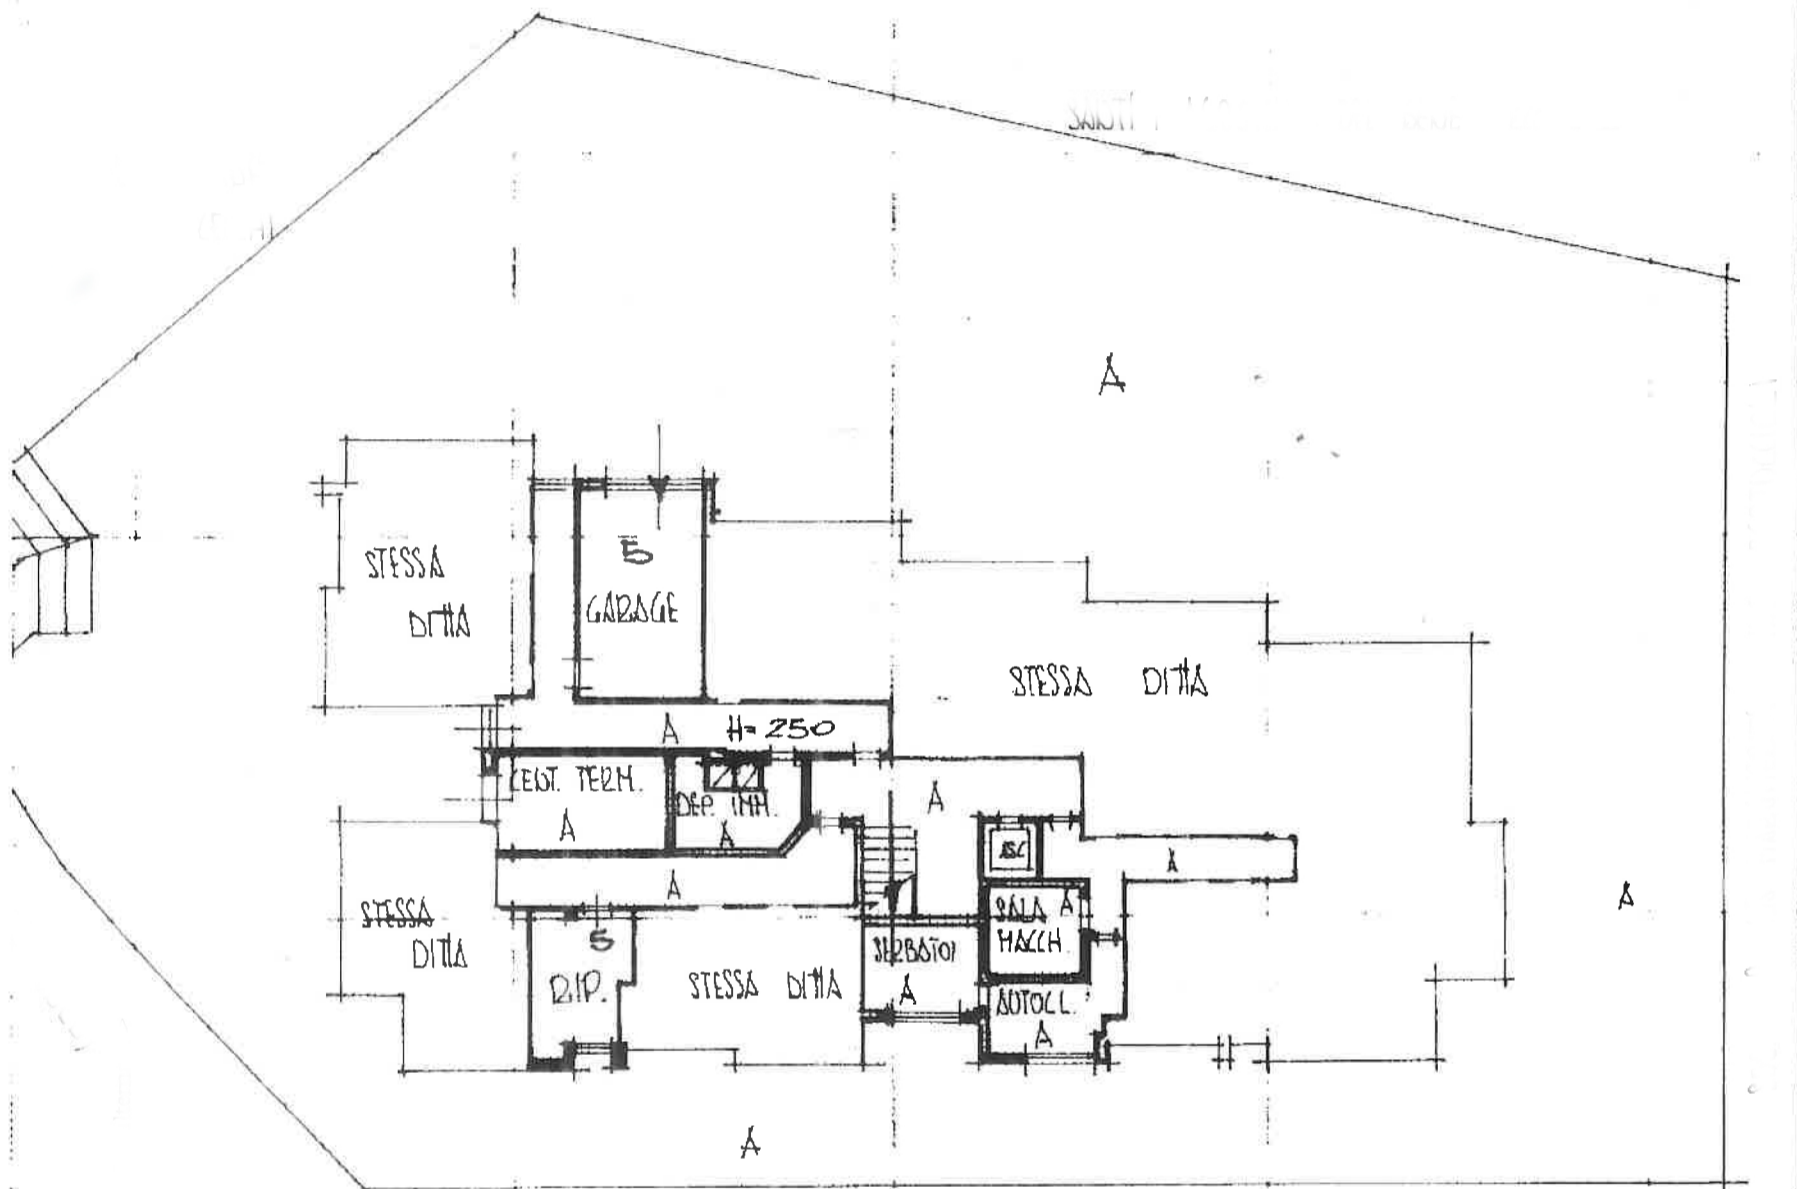 A
5
STESSA
DITTA
GARAGE
STESSA DITTA
A H= 250
CENT. TERM.
A
DEP. IMM.
A
A
ASC
A
A
A
STESSA
DITTA
5
RIP.
STESSA DITTA
SERBATOI
A
SALA A
MACCH.
AUTOCL.
A
A